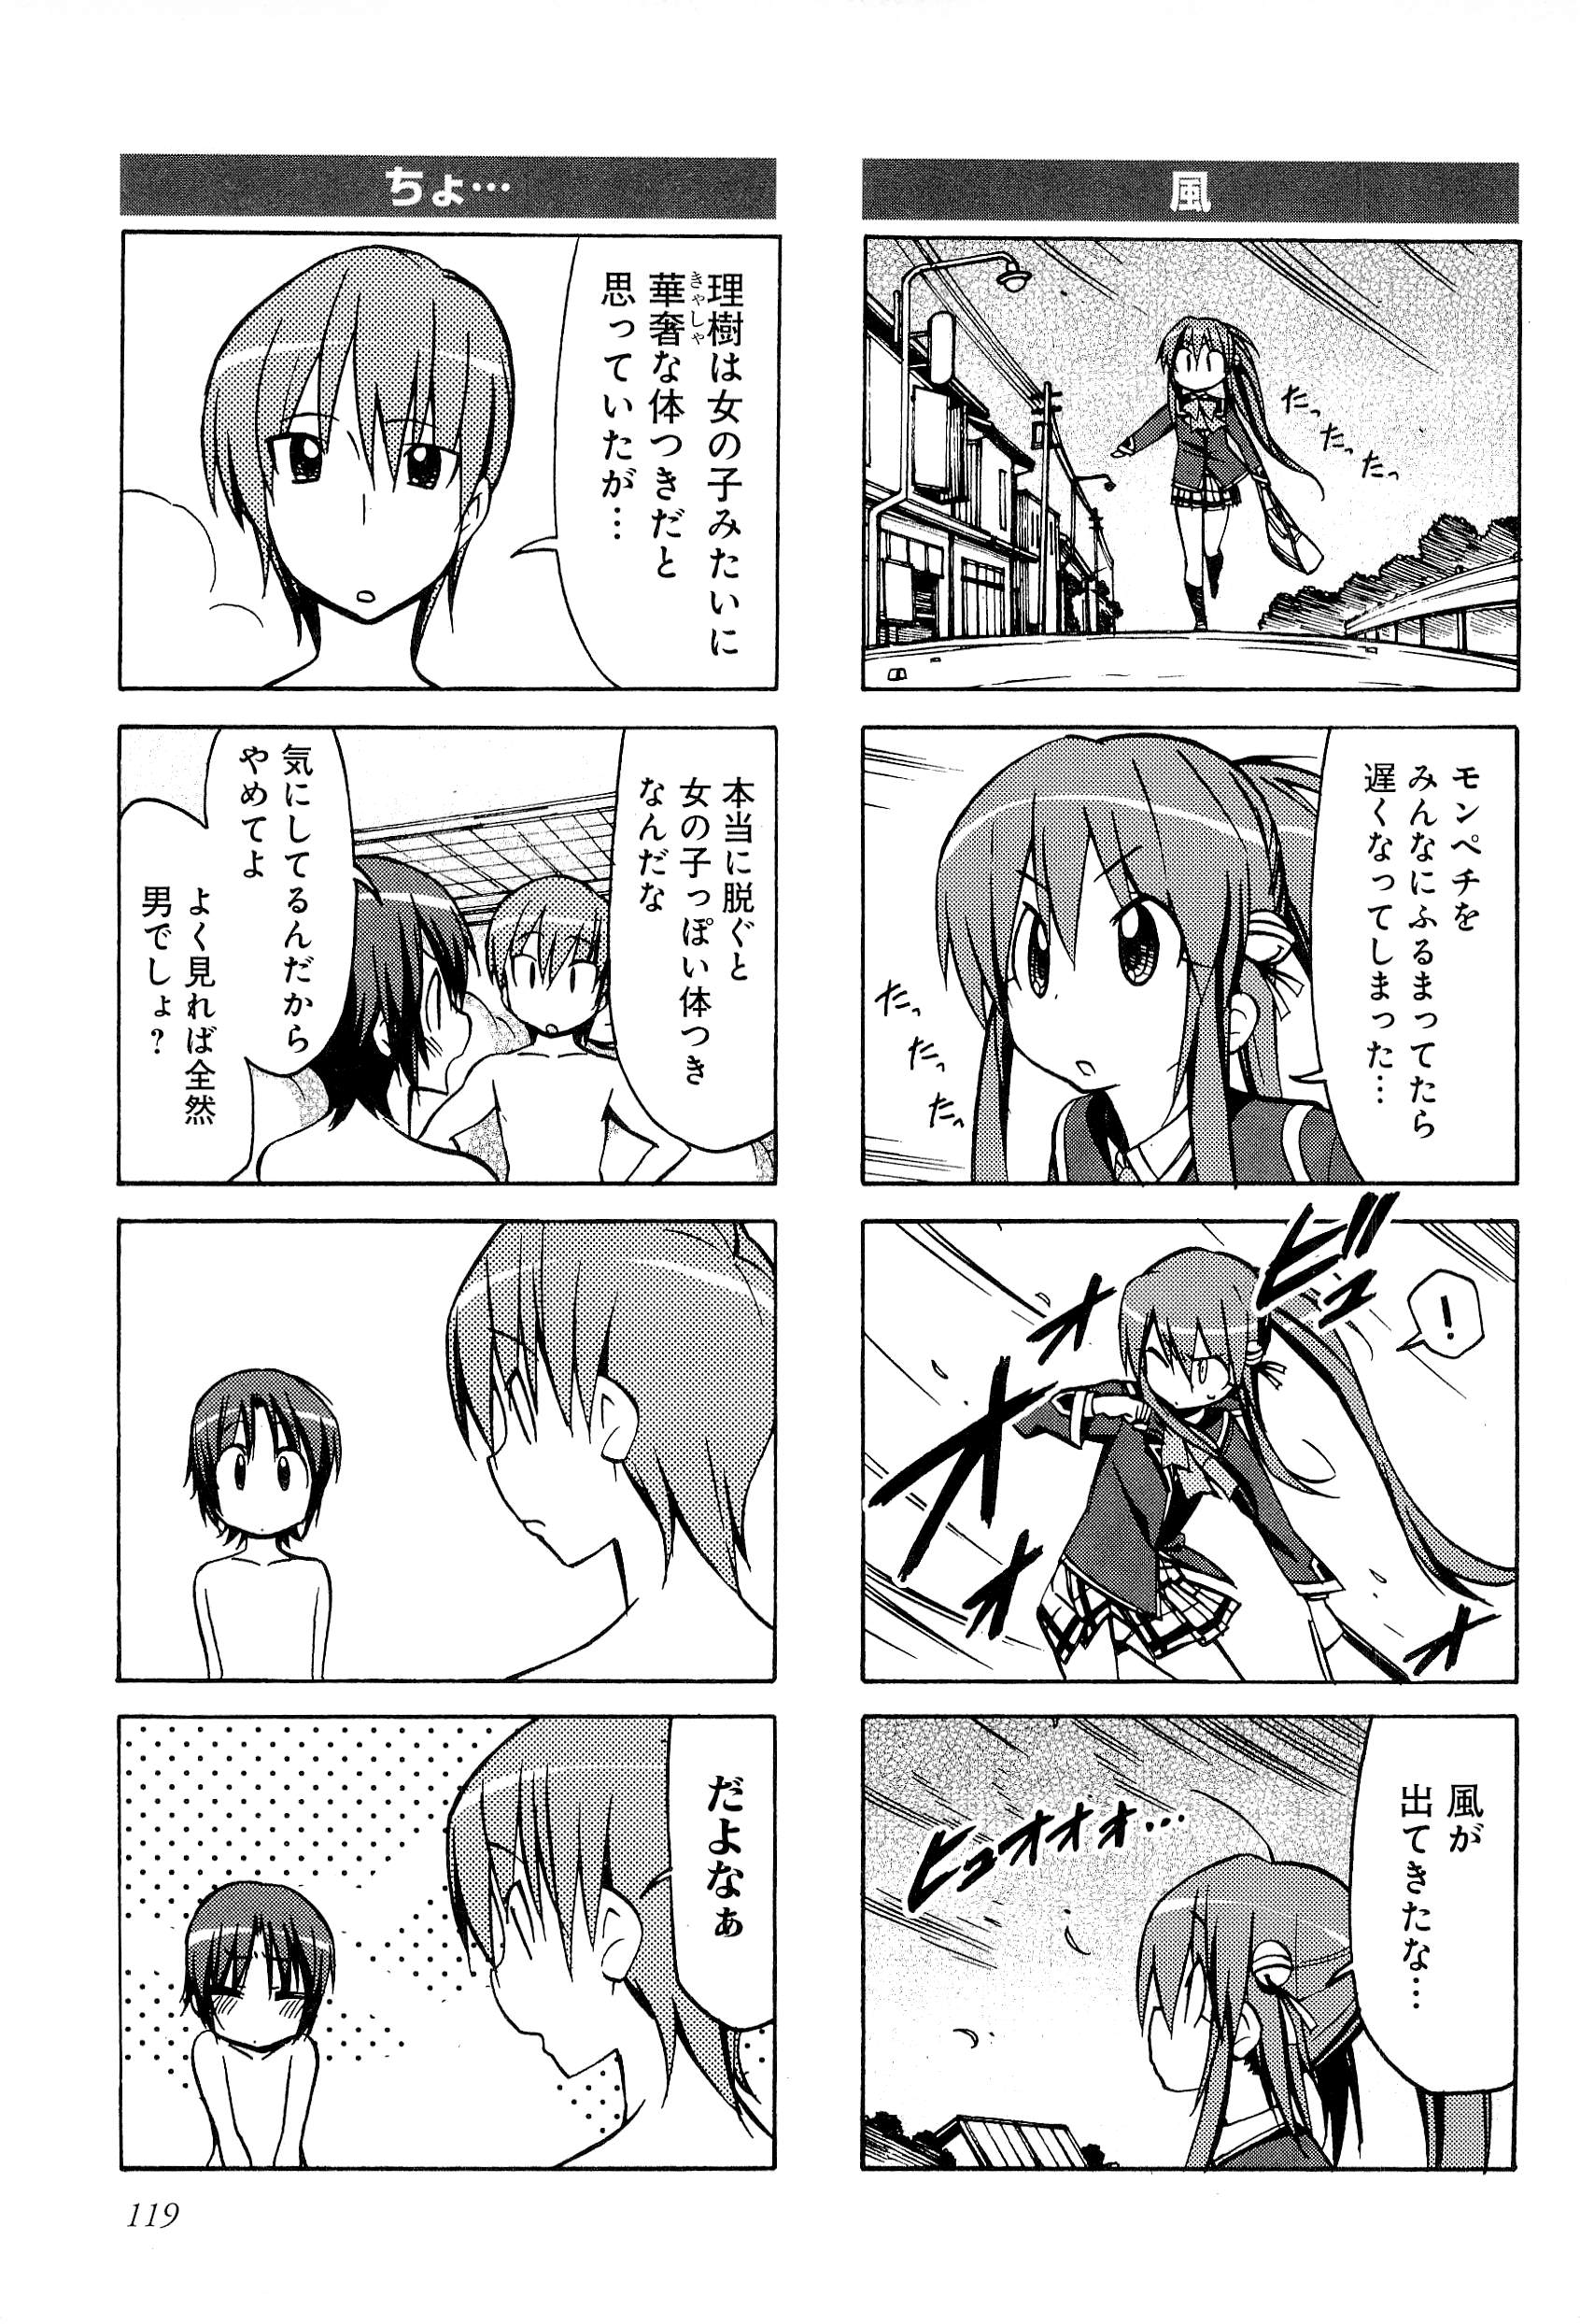 風
たっ
たっ
たっ
モンペチを
みんなにふるまってたら
遅くなってしまった…
たっ
たっ
たっ
ビュ
!
バ
サ
バ
サ
風が
出てきたな…
ヒュオオォ…
ちょ…
理樹は女の子みたいに
華奢な体つきだと
きゃしゃ
思っていたが…
本当に脱ぐと
女の子っぽい体つき
なんだな
気にしてるんだから
やめてよ
よく見れば全然
男でしょ?
だよなぁ
119